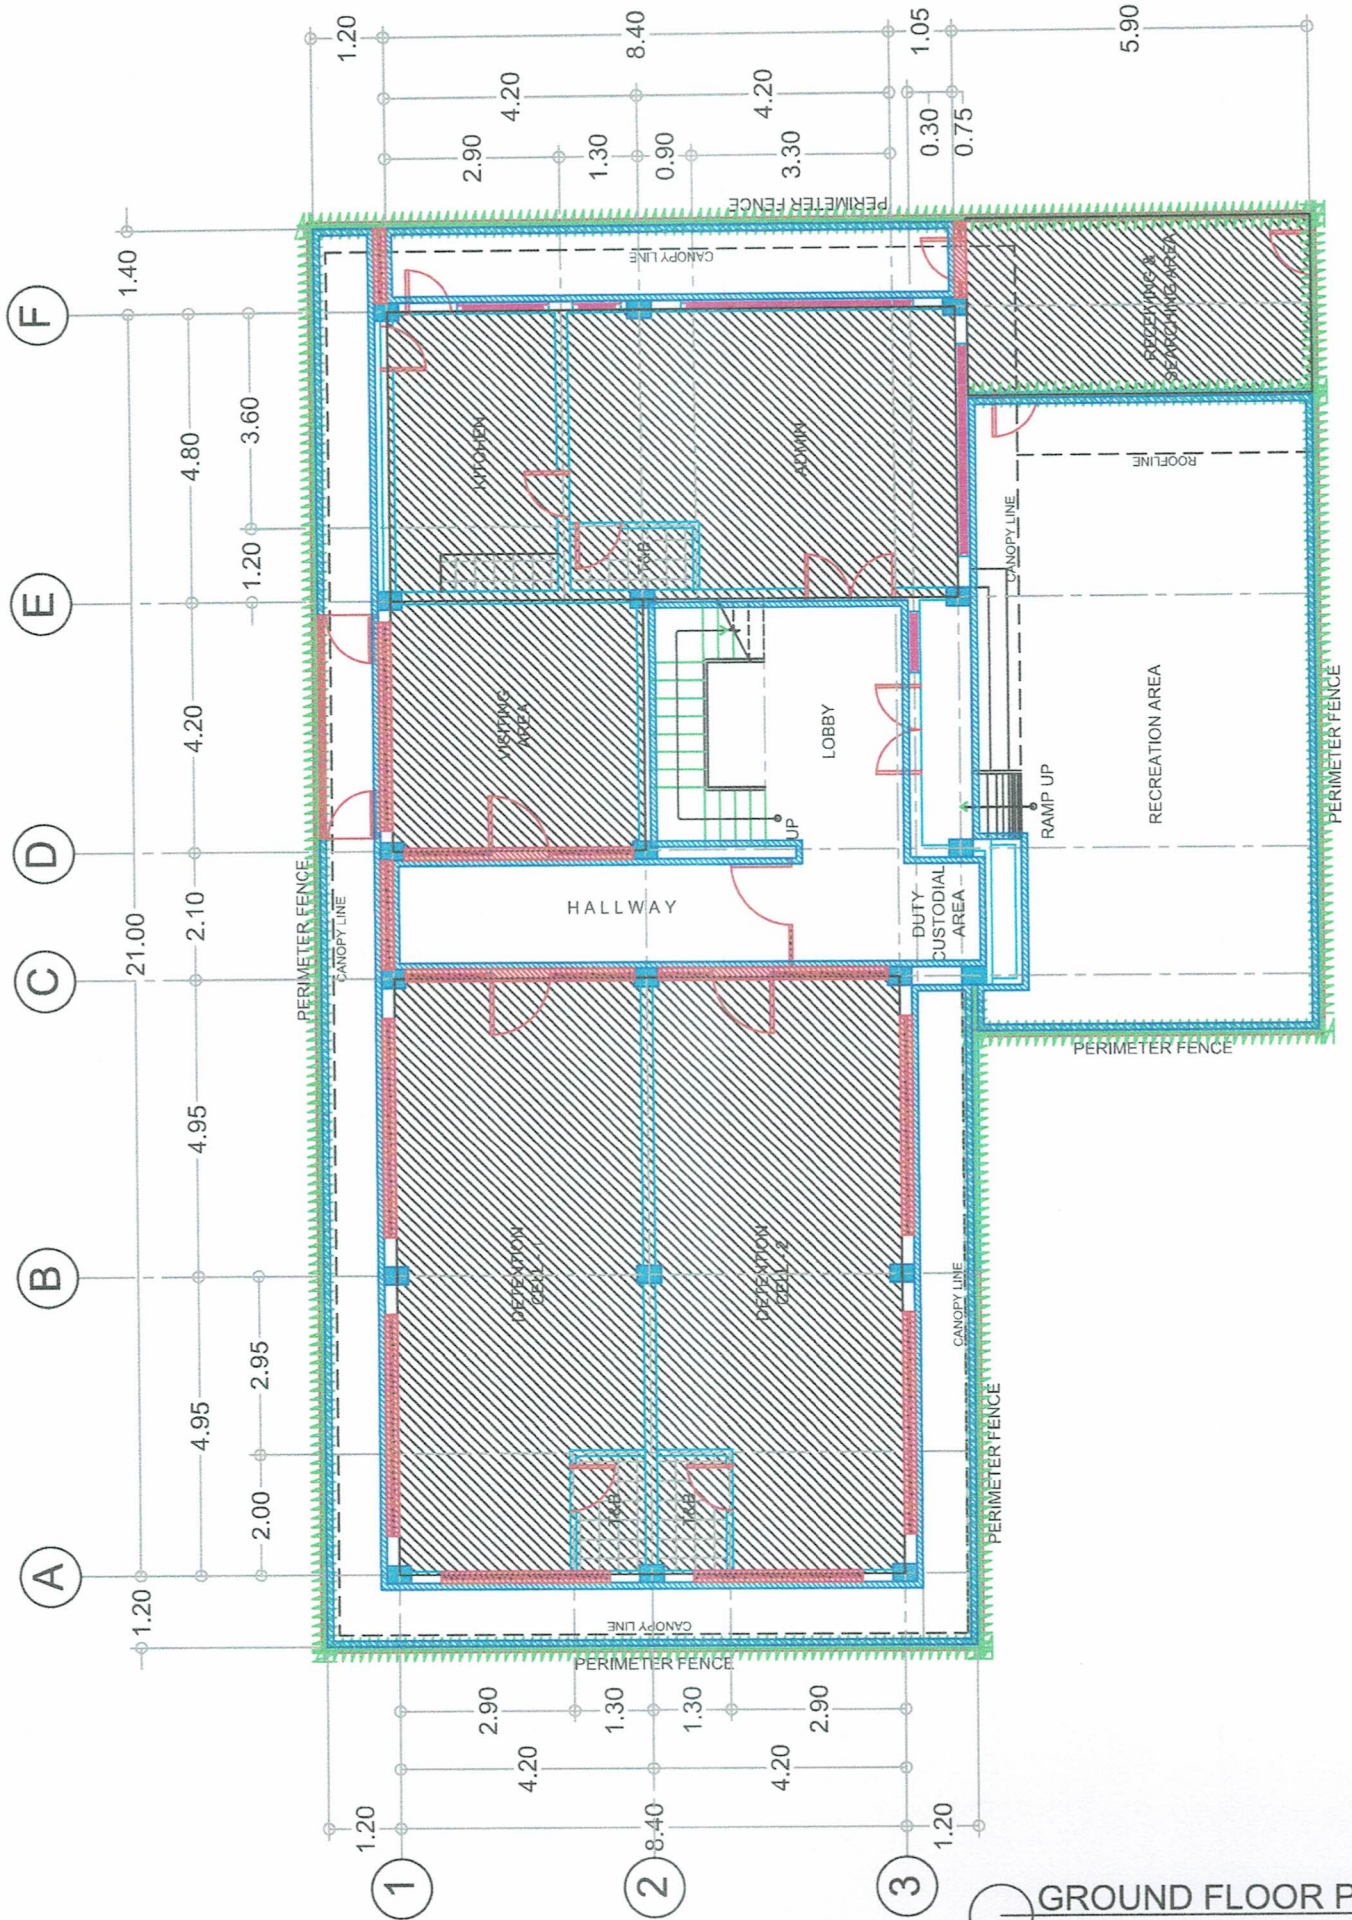 A
B
C
D
E
F
1.20
21.00
1.40
4.95
4.95
2.10
4.20
4.80
2.00
2.95
1.20
3.60
PERIMETER FENCE
CANOPY LINE
1
2
3
1.20
8.40
1.20
4.20
4.20
2.90
1.30
1.30
2.90
PERIMETER FENCE
CANOPY LINE
DETENTION
CELL - 1
T&B
T&B
DETENTION
CELL - 2
HALLWAY
VISITING
AREA
KITCHEN
T&B
ADMIN
UP
LOBBY
DUTY
CUSTODIAL
AREA
CANOPY LINE
PERIMETER FENCE
CANOPY LINE
PERIMETER FENCE
RAMP UP
CANOPY LINE
ROOFLINE
RECREATION AREA
RECEIVING &
SEARCHING AREA
PERIMETER FENCE
PERIMETER FENCE
1.20
8.40
1.05
5.90
4.20
4.20
2.90
1.30
0.90
3.30
0.30
0.75
GROUND FLOOR P